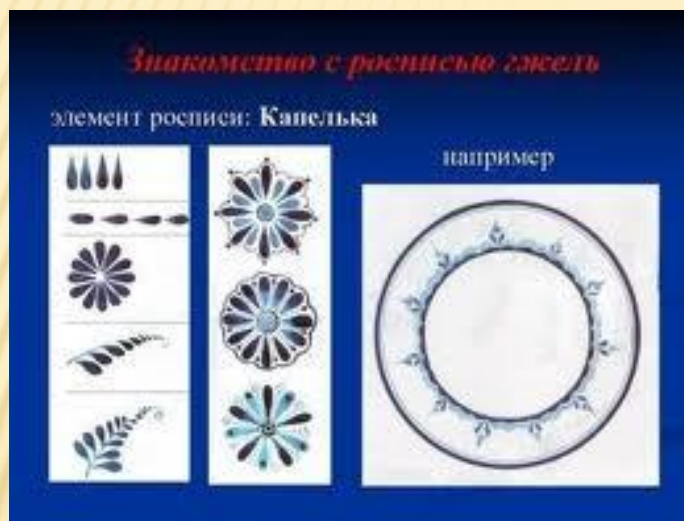 Знакомство с росписью гжель
элемент росписи: Капелька
например